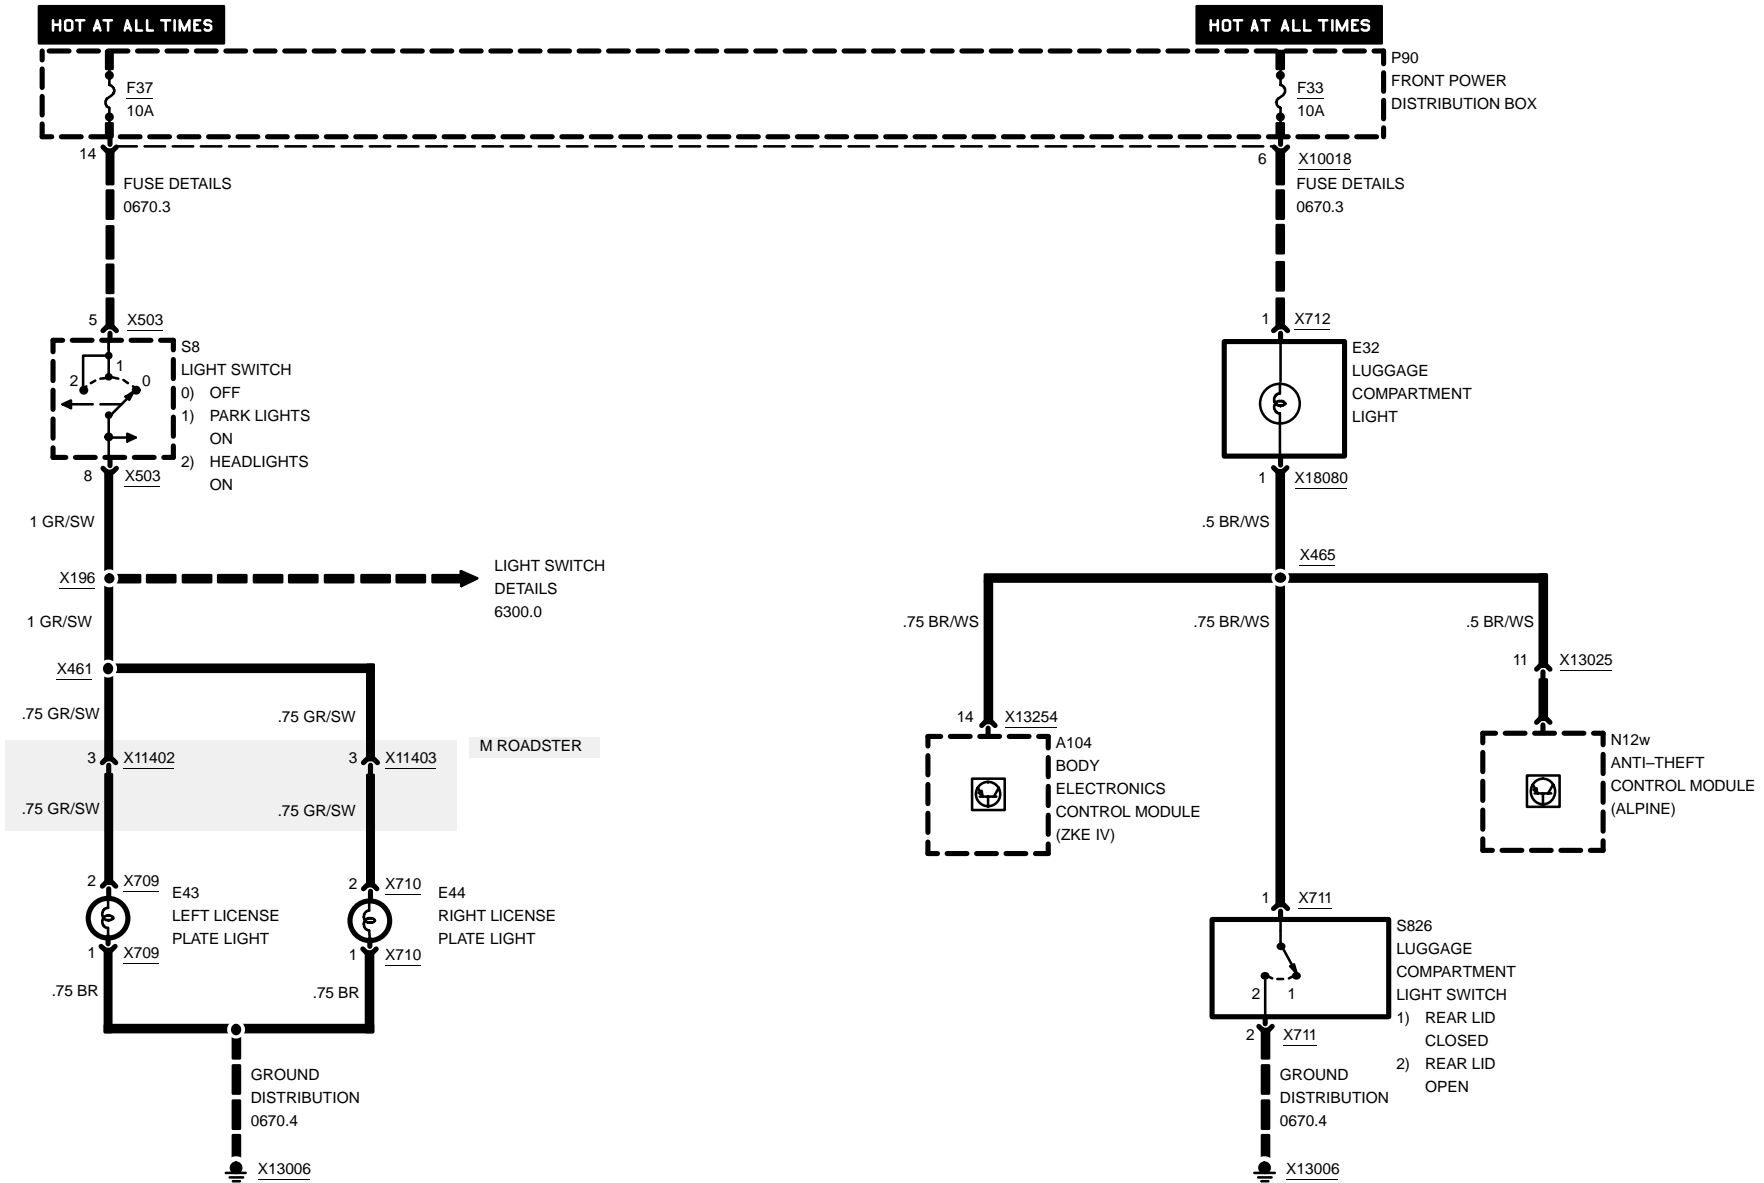 HOT AT ALL TIMES
HOT AT ALL TIMES
P90
FRONT POWER
DISTRIBUTION BOX
F37
10A
F33
10A
14
FUSE DETAILS
0670.3
6
X10018
FUSE DETAILS
0670.3
5
X503
S8
LIGHT SWITCH
0) OFF
1) PARK LIGHTS
ON
2) HEADLIGHTS
ON
2
1
0
8
X503
1 GR/SW
X196
LIGHT SWITCH
DETAILS
6300.0
1 GR/SW
X461
.75 GR/SW
.75 GR/SW
M ROADSTER
3
X11402
3
X11403
.75 GR/SW
.75 GR/SW
2
X709
E43
LEFT LICENSE
PLATE LIGHT
1
X709
2
X710
E44
RIGHT LICENSE
PLATE LIGHT
1
X710
.75 BR
.75 BR
GROUND
DISTRIBUTION
0670.4
X13006
1
X712
E32
LUGGAGE
COMPARTMENT
LIGHT
1
X18080
.5 BR/WS
X465
.75 BR/WS
.75 BR/WS
.5 BR/WS
11
X13025
14
X13254
A104
BODY
ELECTRONICS
CONTROL MODULE
(ZKE IV)
N12w
ANTI–THEFT
CONTROL MODULE
(ALPINE)
1
X711
S826
LUGGAGE
COMPARTMENT
LIGHT SWITCH
1) REAR LID
CLOSED
2) REAR LID
OPEN
2
1
2
X711
GROUND
DISTRIBUTION
0670.4
X13006